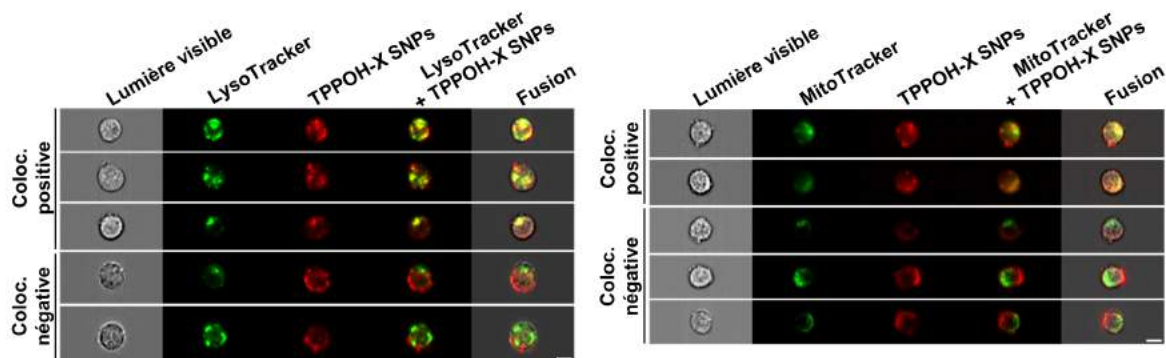 Lumière visible
LysoTracker
TPPOH-X SNPs
LysoTracker
+ TPPOH-X SNPs
Fusion
Coloc.
positive
Coloc.
négative
Lumière visible
MitoTracker
TPPOH-X SNPs
MitoTracker
+ TPPOH-X SNPs
Fusion
Coloc.
positive
Coloc.
négative